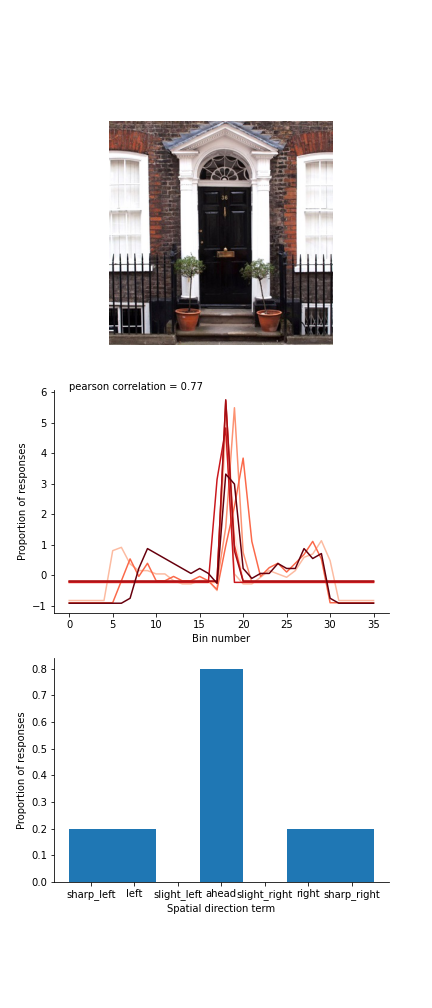 pearson correlation = 0.77
6
5
4
3
2
1
0
−1
Proportion of responses
0 5 10 15 20 25 30 35
Bin number
0.8
0.7
0.6
0.5
0.4
0.3
0.2
0.1
0.0
Proportion of responses
sharp_left left slight_left ahead slight_right right sharp_right
Spatial direction term